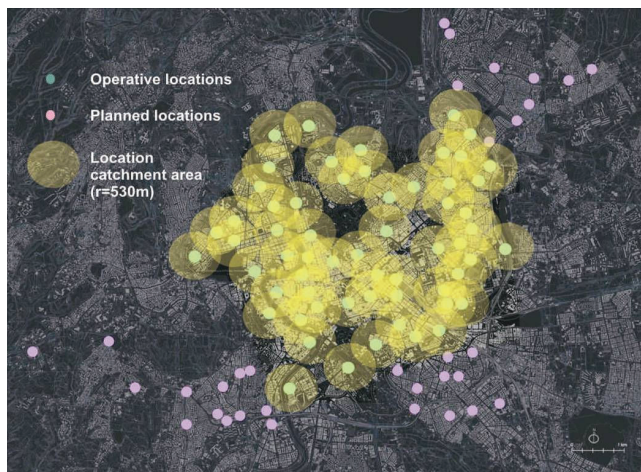 Operative locations
Planned locations
Location
catchment area
(r=530m)